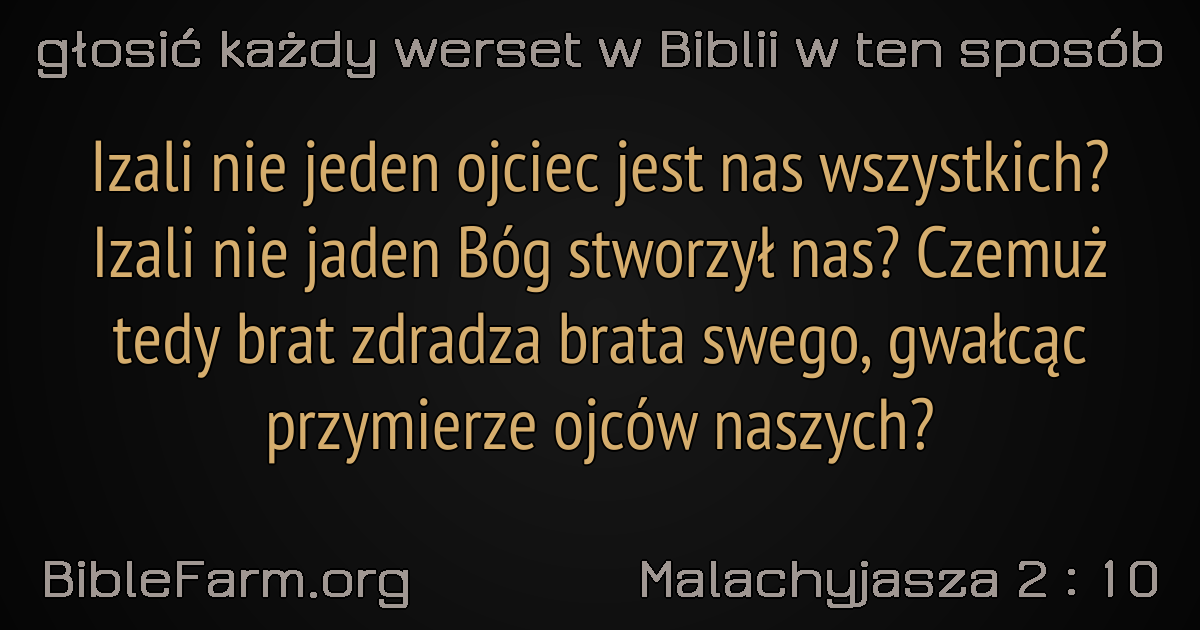 głosić każdy werset w Biblii w ten sposób
Izali nie jeden ojciec jest nas wszystkich?
Izali nie jaden Bóg stworzył nas? Czemuż
tedy brat zdradza brata swego, gwałcąc
przymierze ojców naszych?
BibleFarm.org
Malachyjasza 2 : 10